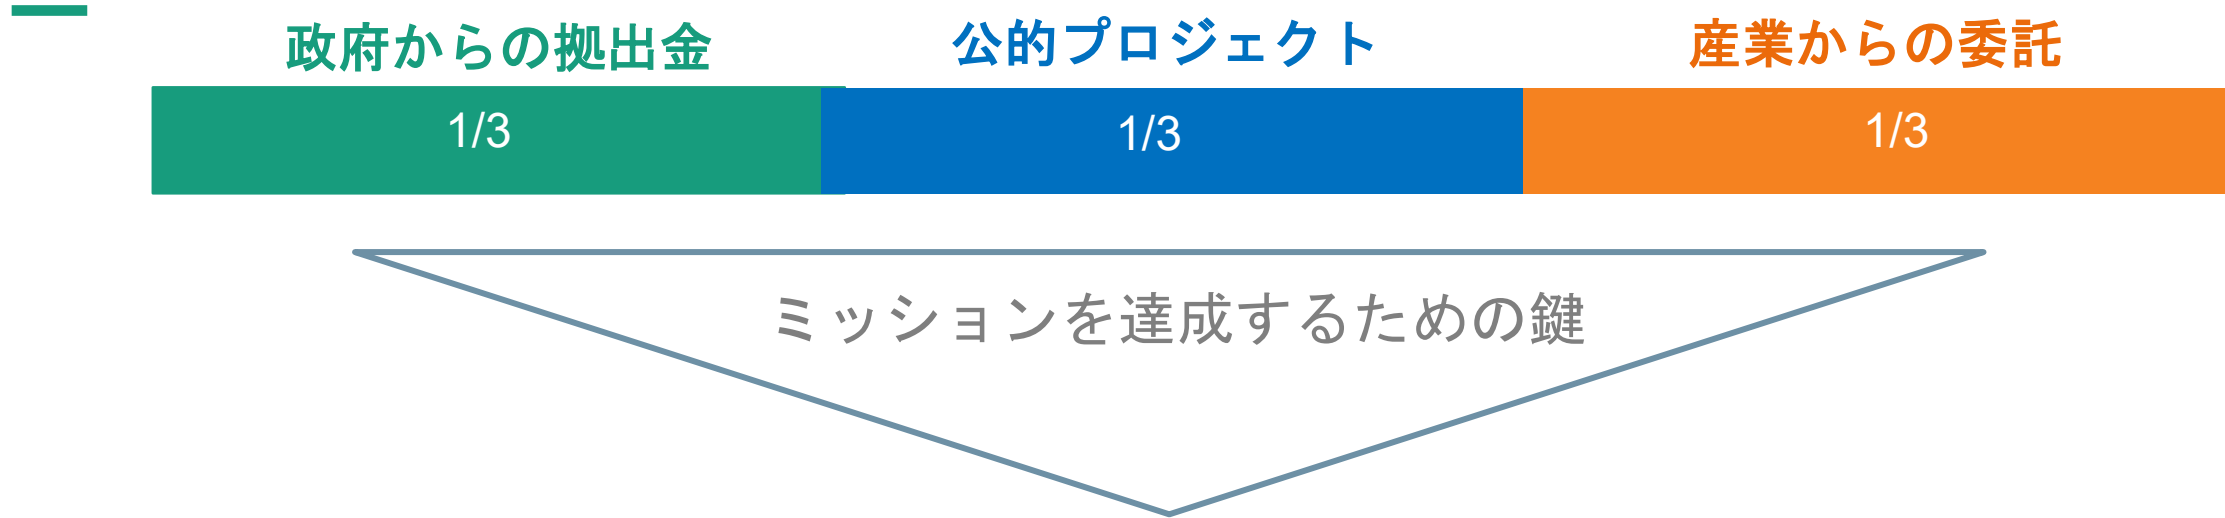 政府からの拠出金
公的プロジェクト
産業からの委託
1/3
1/3
1/3
ミッションを達成するための鍵